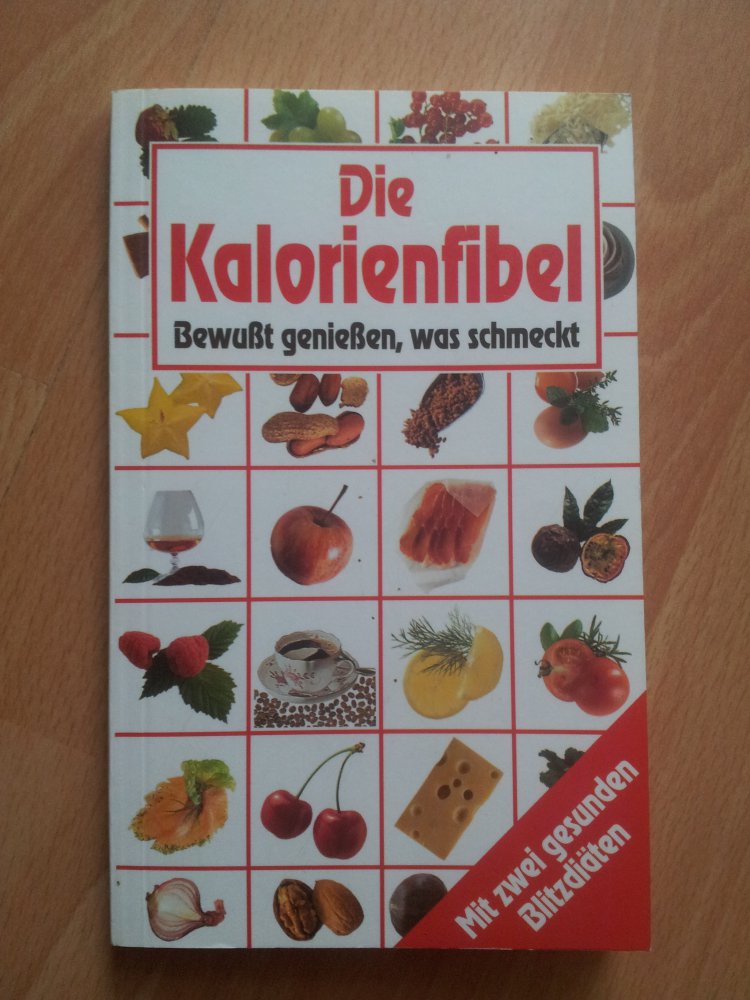 Die
Kalorienfibel
Bewußt genießen, was schmeckt
Mit zwei gesunden
Blitzdiäten